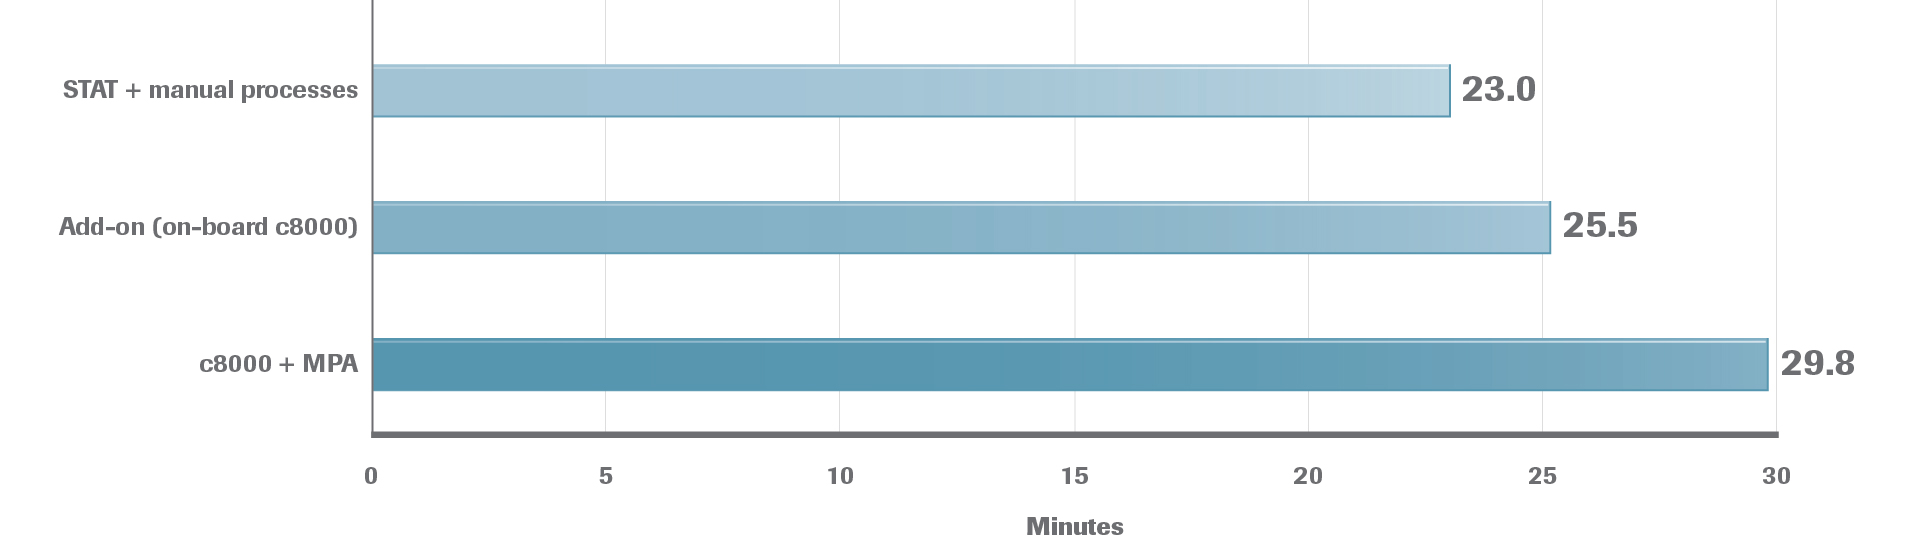 STAT + manual processes 23.0
Add-on (on-board c8000) 25.5
c8000 + MPA 29.8
0 5 10 15 20 25 30
Minutes